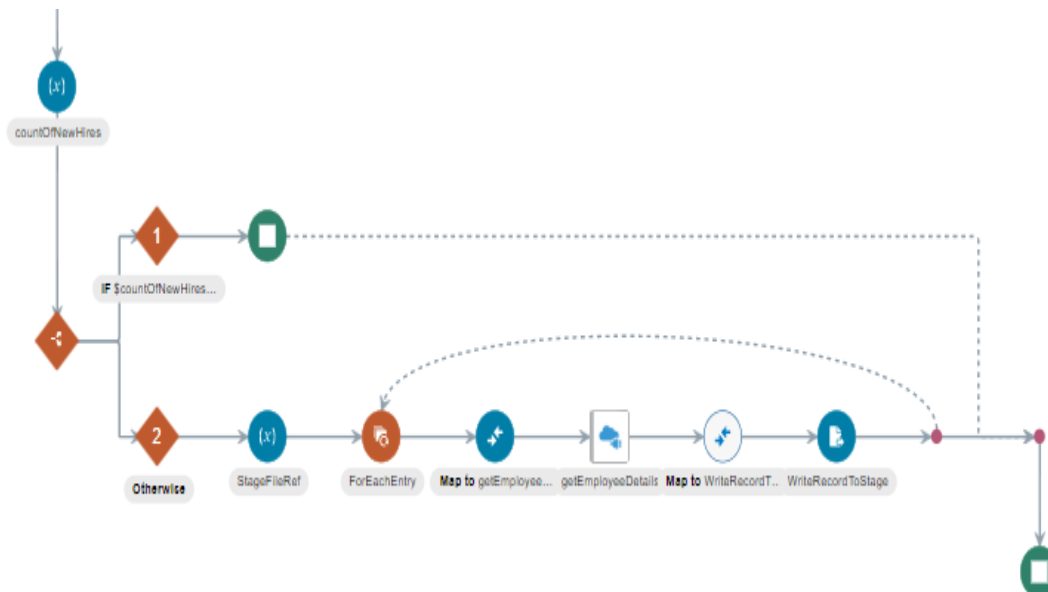 (x)
countOfNewHires
1
IF $countOfNewHires...
2
Otherwise
(x)
StageFileRef
ForEachEntry
Map to getEmployee...
getEmployeeDetails
Map to WriteRecordT...
WriteRecordToStage